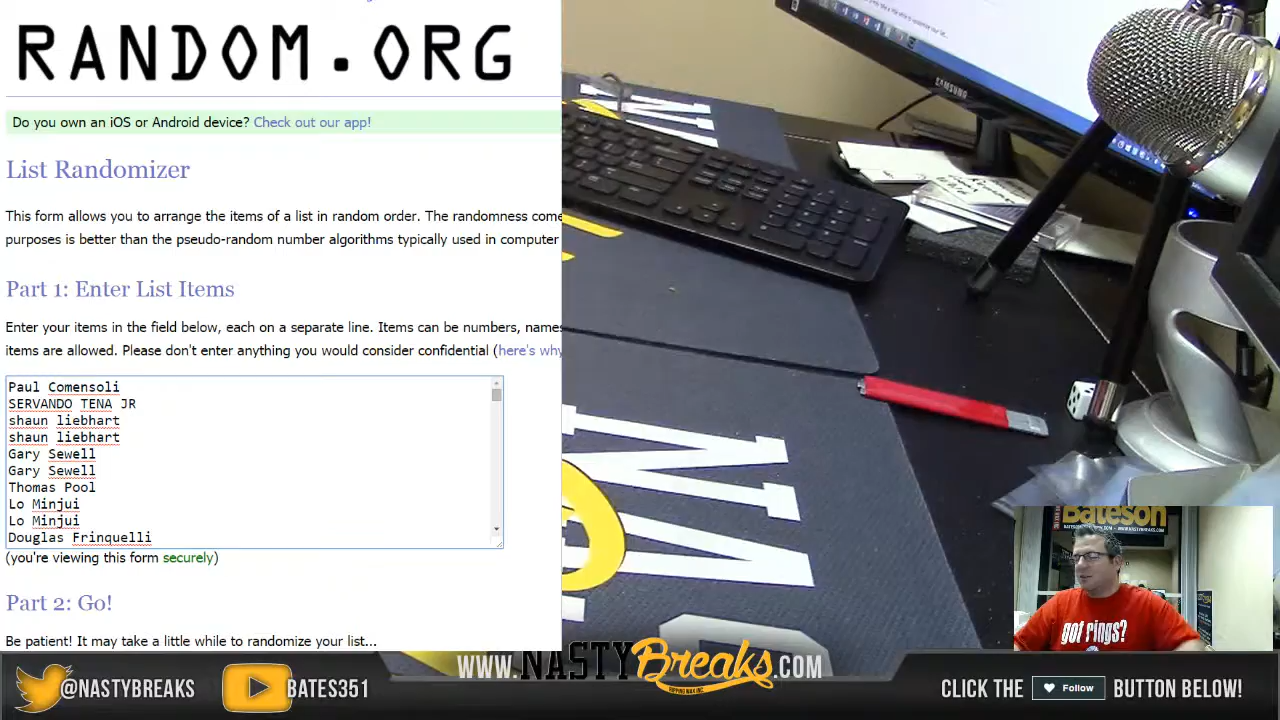 RANDOM.ORG
Do you own an iOS or Android device? Check out our app!
List Randomizer
This form allows you to arrange the items of a list in random order. The randomness come
purposes is better than the pseudo-random number algorithms typically used in computer
Part 1: Enter List Items
Enter your items in the field below, each on a separate line. Items can be numbers, names
items are allowed. Please don't enter anything you would consider confidential (here's why
Paul Comensoli
SERVANDO TENA JR
shaun liebhart
shaun liebhart
Gary Sewell
Gary Sewell
Thomas Pool
Lo Minjui
Lo Minjui
Douglas Frinquelli
(you're viewing this form securely)
Part 2: Go!
Be patient! It may take a little while to randomize your list...
SAMSUNG
Bateson
got rings?
@NASTYBREAKS
BATES351
WWW.NASTYBreaks.COM
RIPPING WAX INC
CLICK THE Follow BUTTON BELOW!